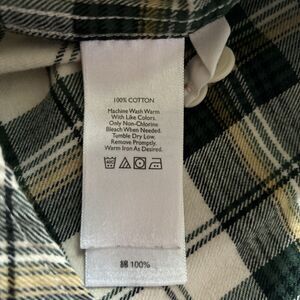 100% COTTON
Machine Wash Warm
With Like Colors.
Only Non-Chlorine
Bleach When Needed.
Tumble Dry Low,
Remove Promptly.
Warm Iron As Desired.
綿 100%